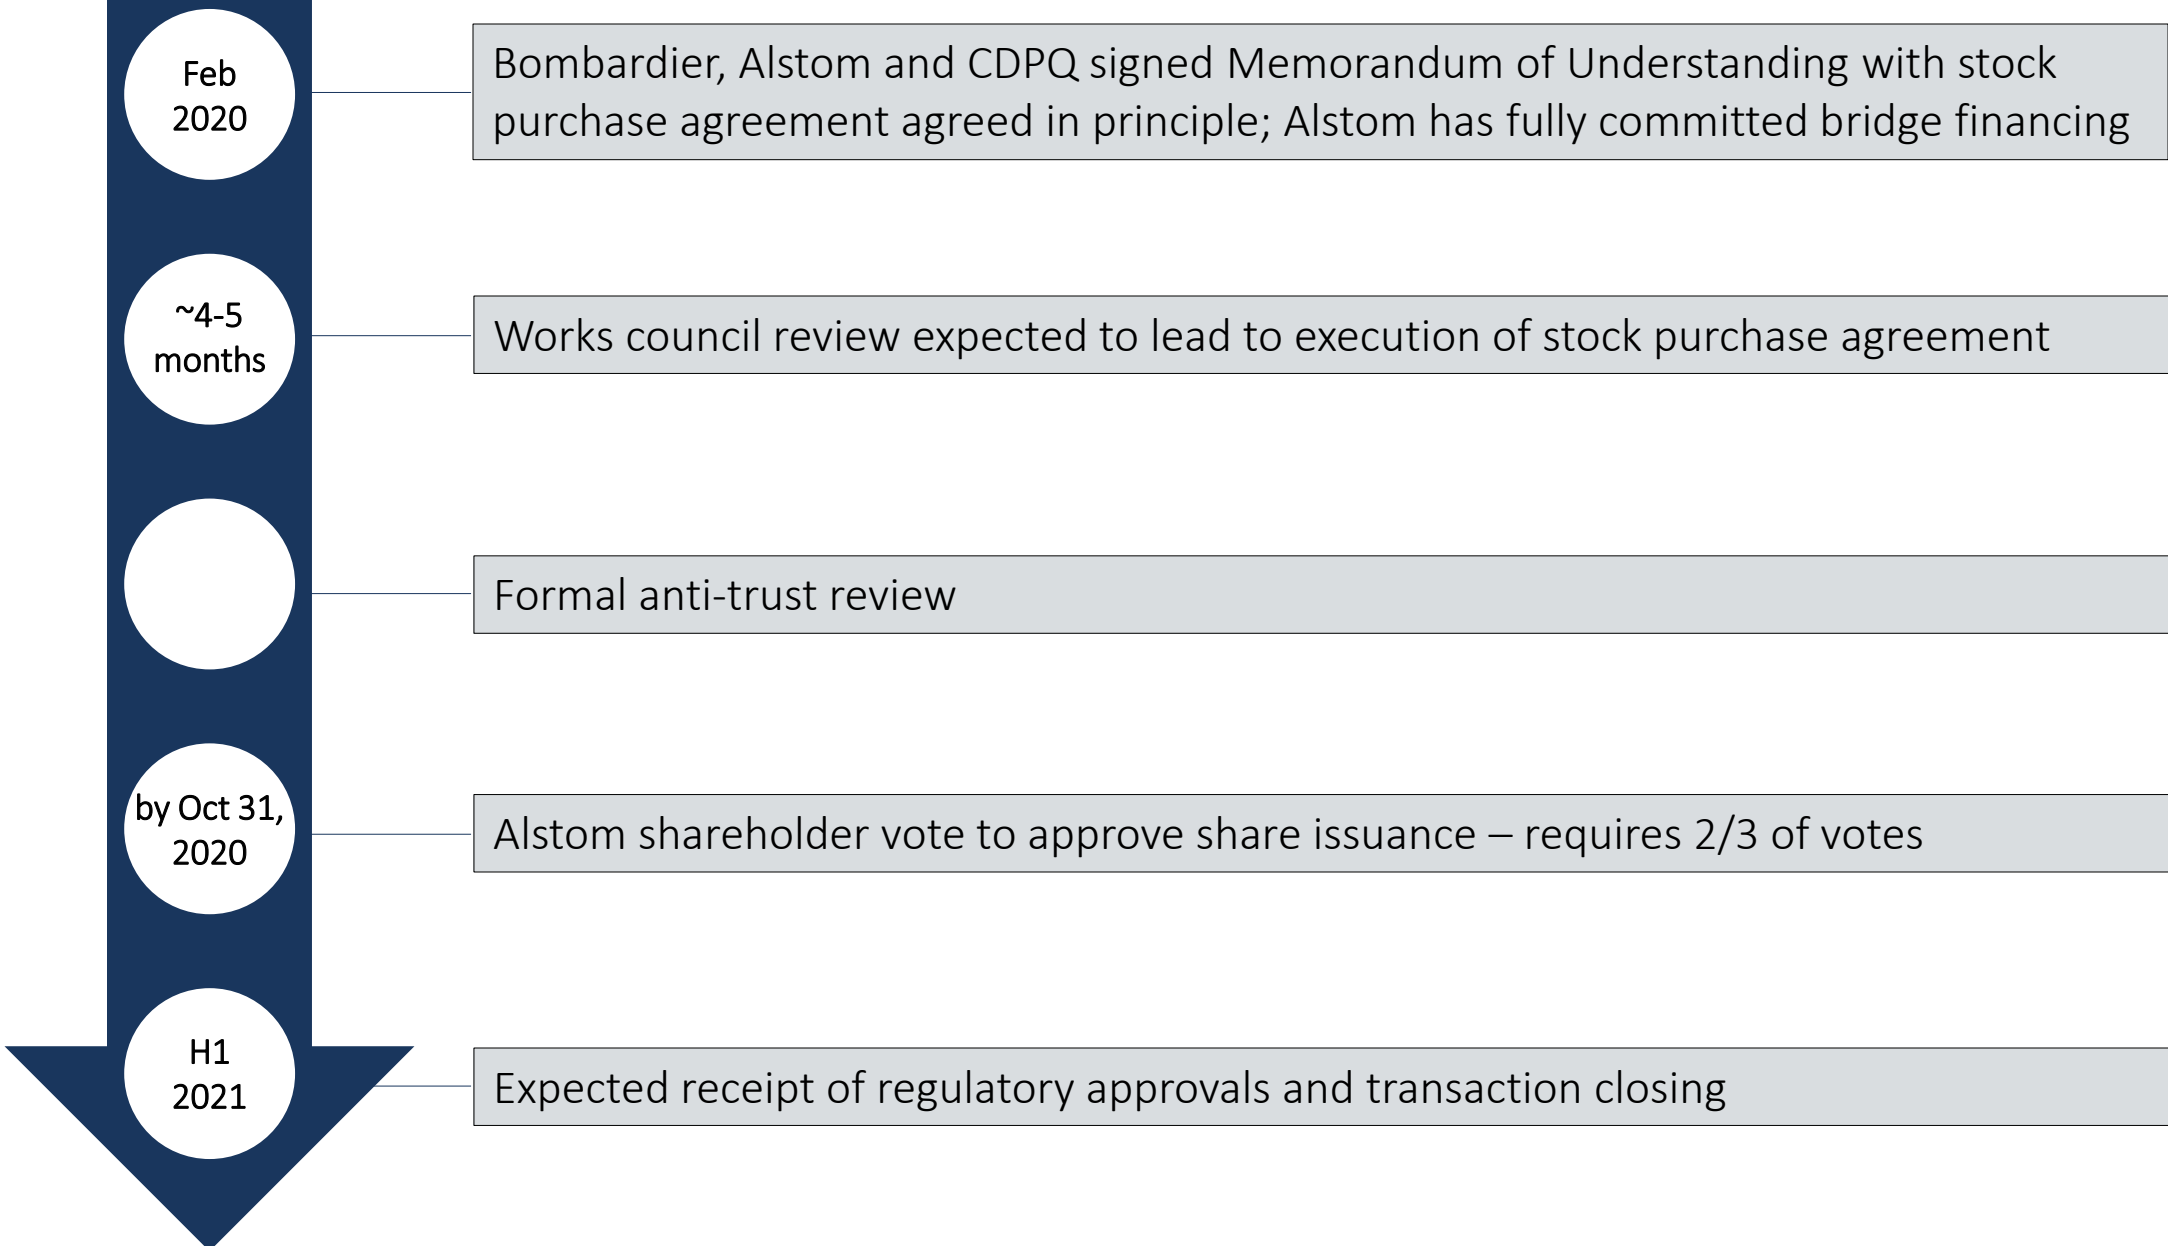 Feb
2020
Bombardier, Alstom and CDPQ signed Memorandum of Understanding with stock
purchase agreement agreed in principle; Alstom has fully committed bridge financing
~4-5
months
Works council review expected to lead to execution of stock purchase agreement
Formal anti-trust review
by Oct 31,
2020
Alstom shareholder vote to approve share issuance – requires 2/3 of votes
H1
2021
Expected receipt of regulatory approvals and transaction closing